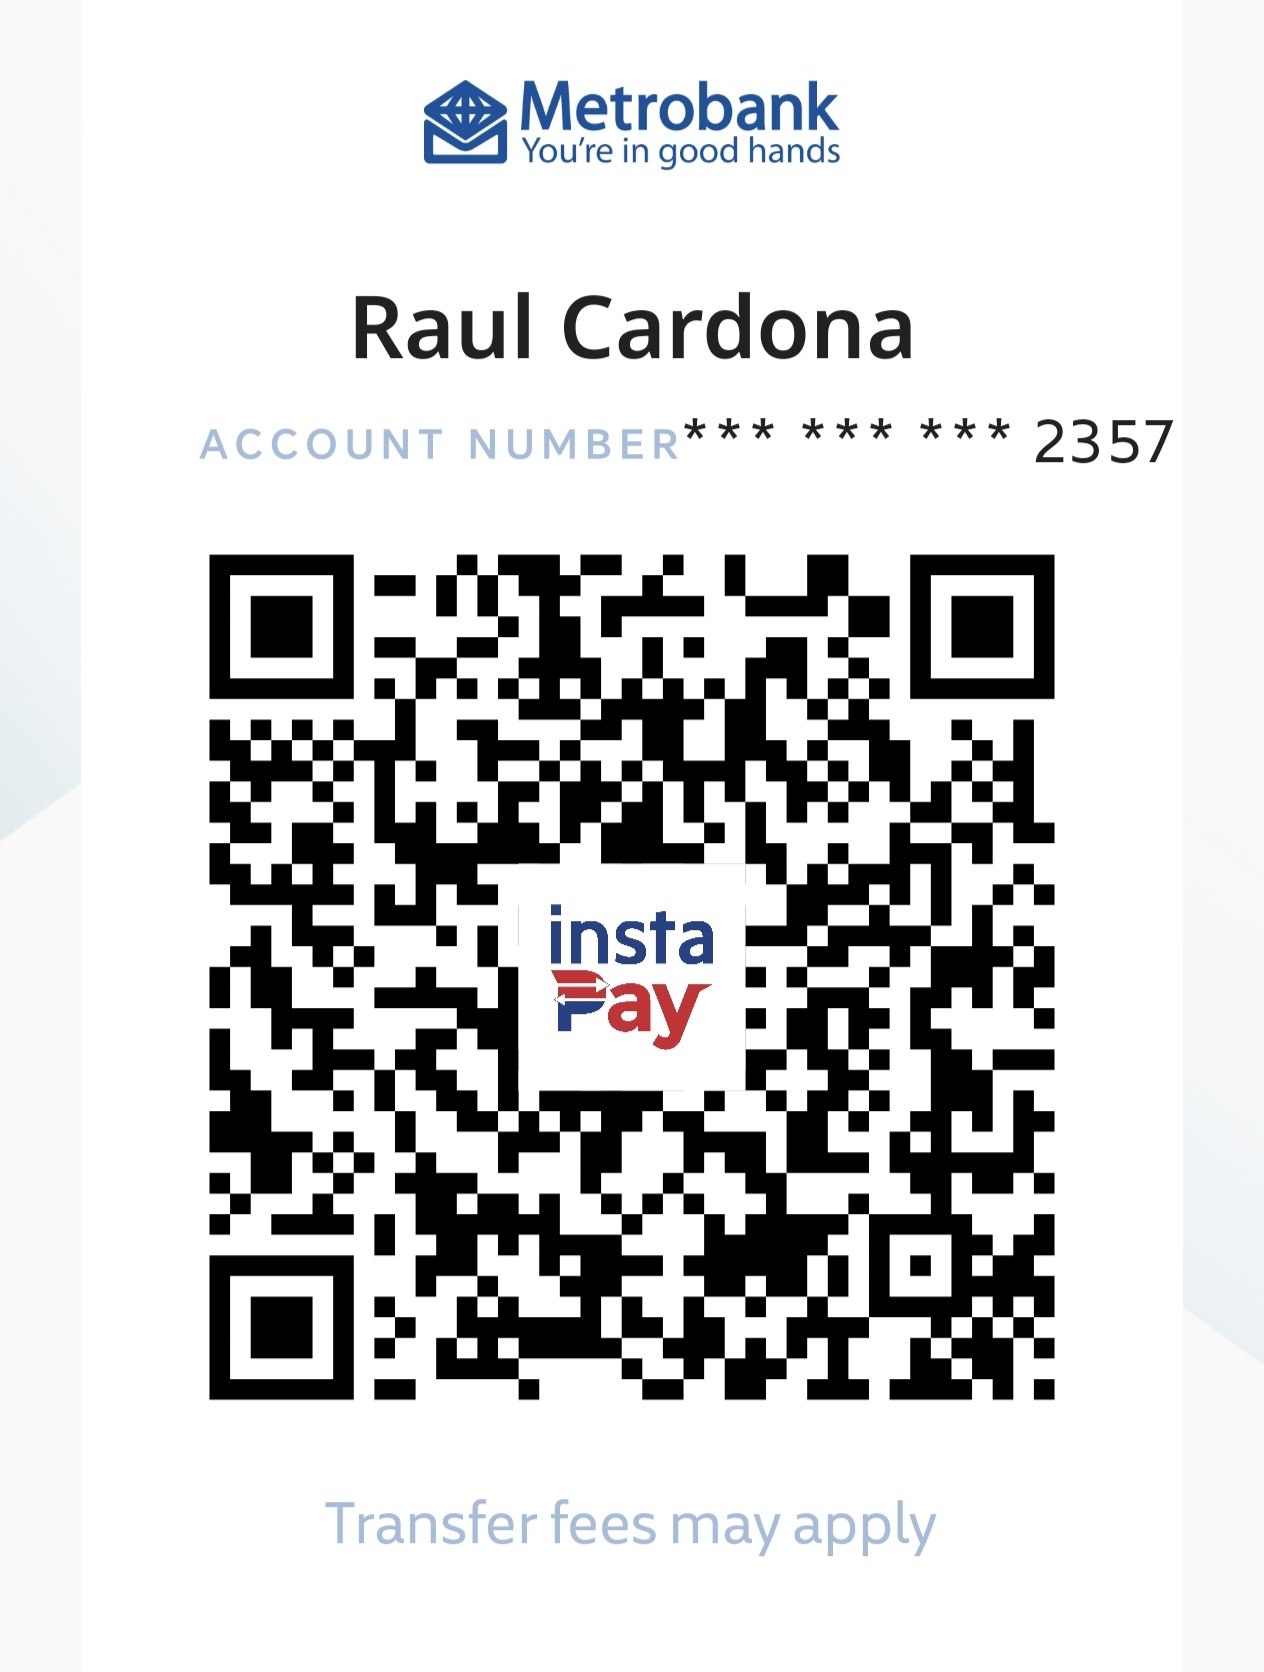 Metrobank
You're in good hands
Raul Cardona
ACCOUNT NUMBER*** *** *** 2357
insta
Pay
Transfer fees may apply